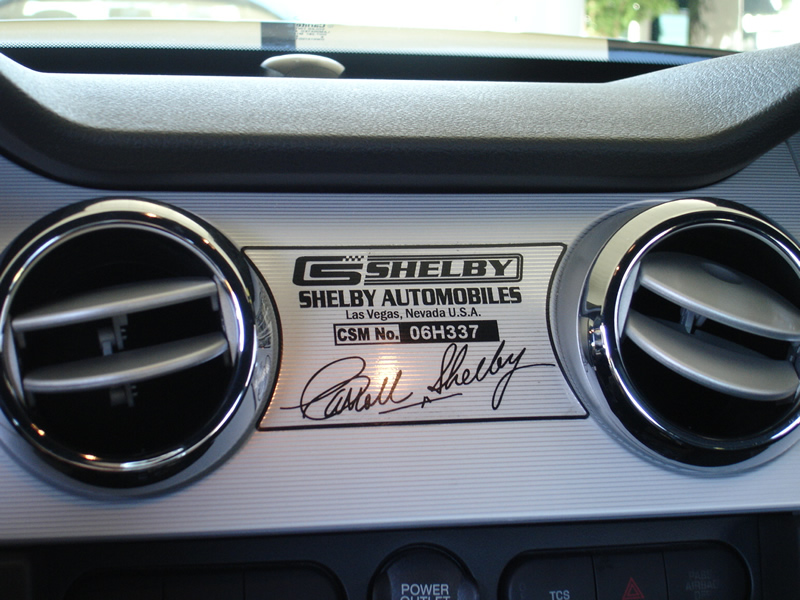 CS SHELBY
SHELBY AUTOMOBILES
Las Vegas, Nevada U.S.A.
CSM No. 06H337
Carroll Shelby
POWER
OUTLET
TCS